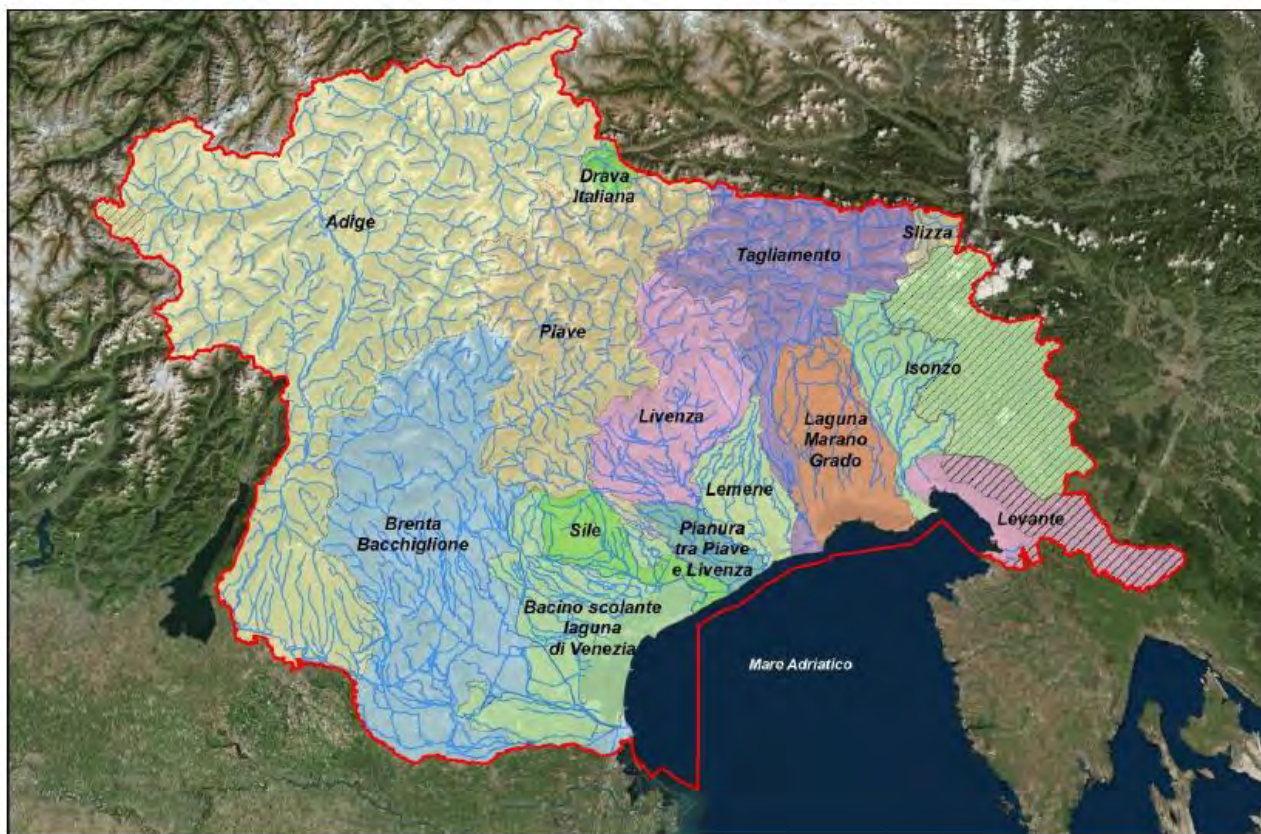 Drava
Italiana
Adige
Slizza
Tagliamento
Piave
Isonzo
Livenza
Laguna
Marano
Grado
Lemene
Brenta
Bacchiglione
Sile
Levante
Pianura
tra Piave
e Livenza
Bacino scolante
laguna
di Venezia
Mare Adriatico